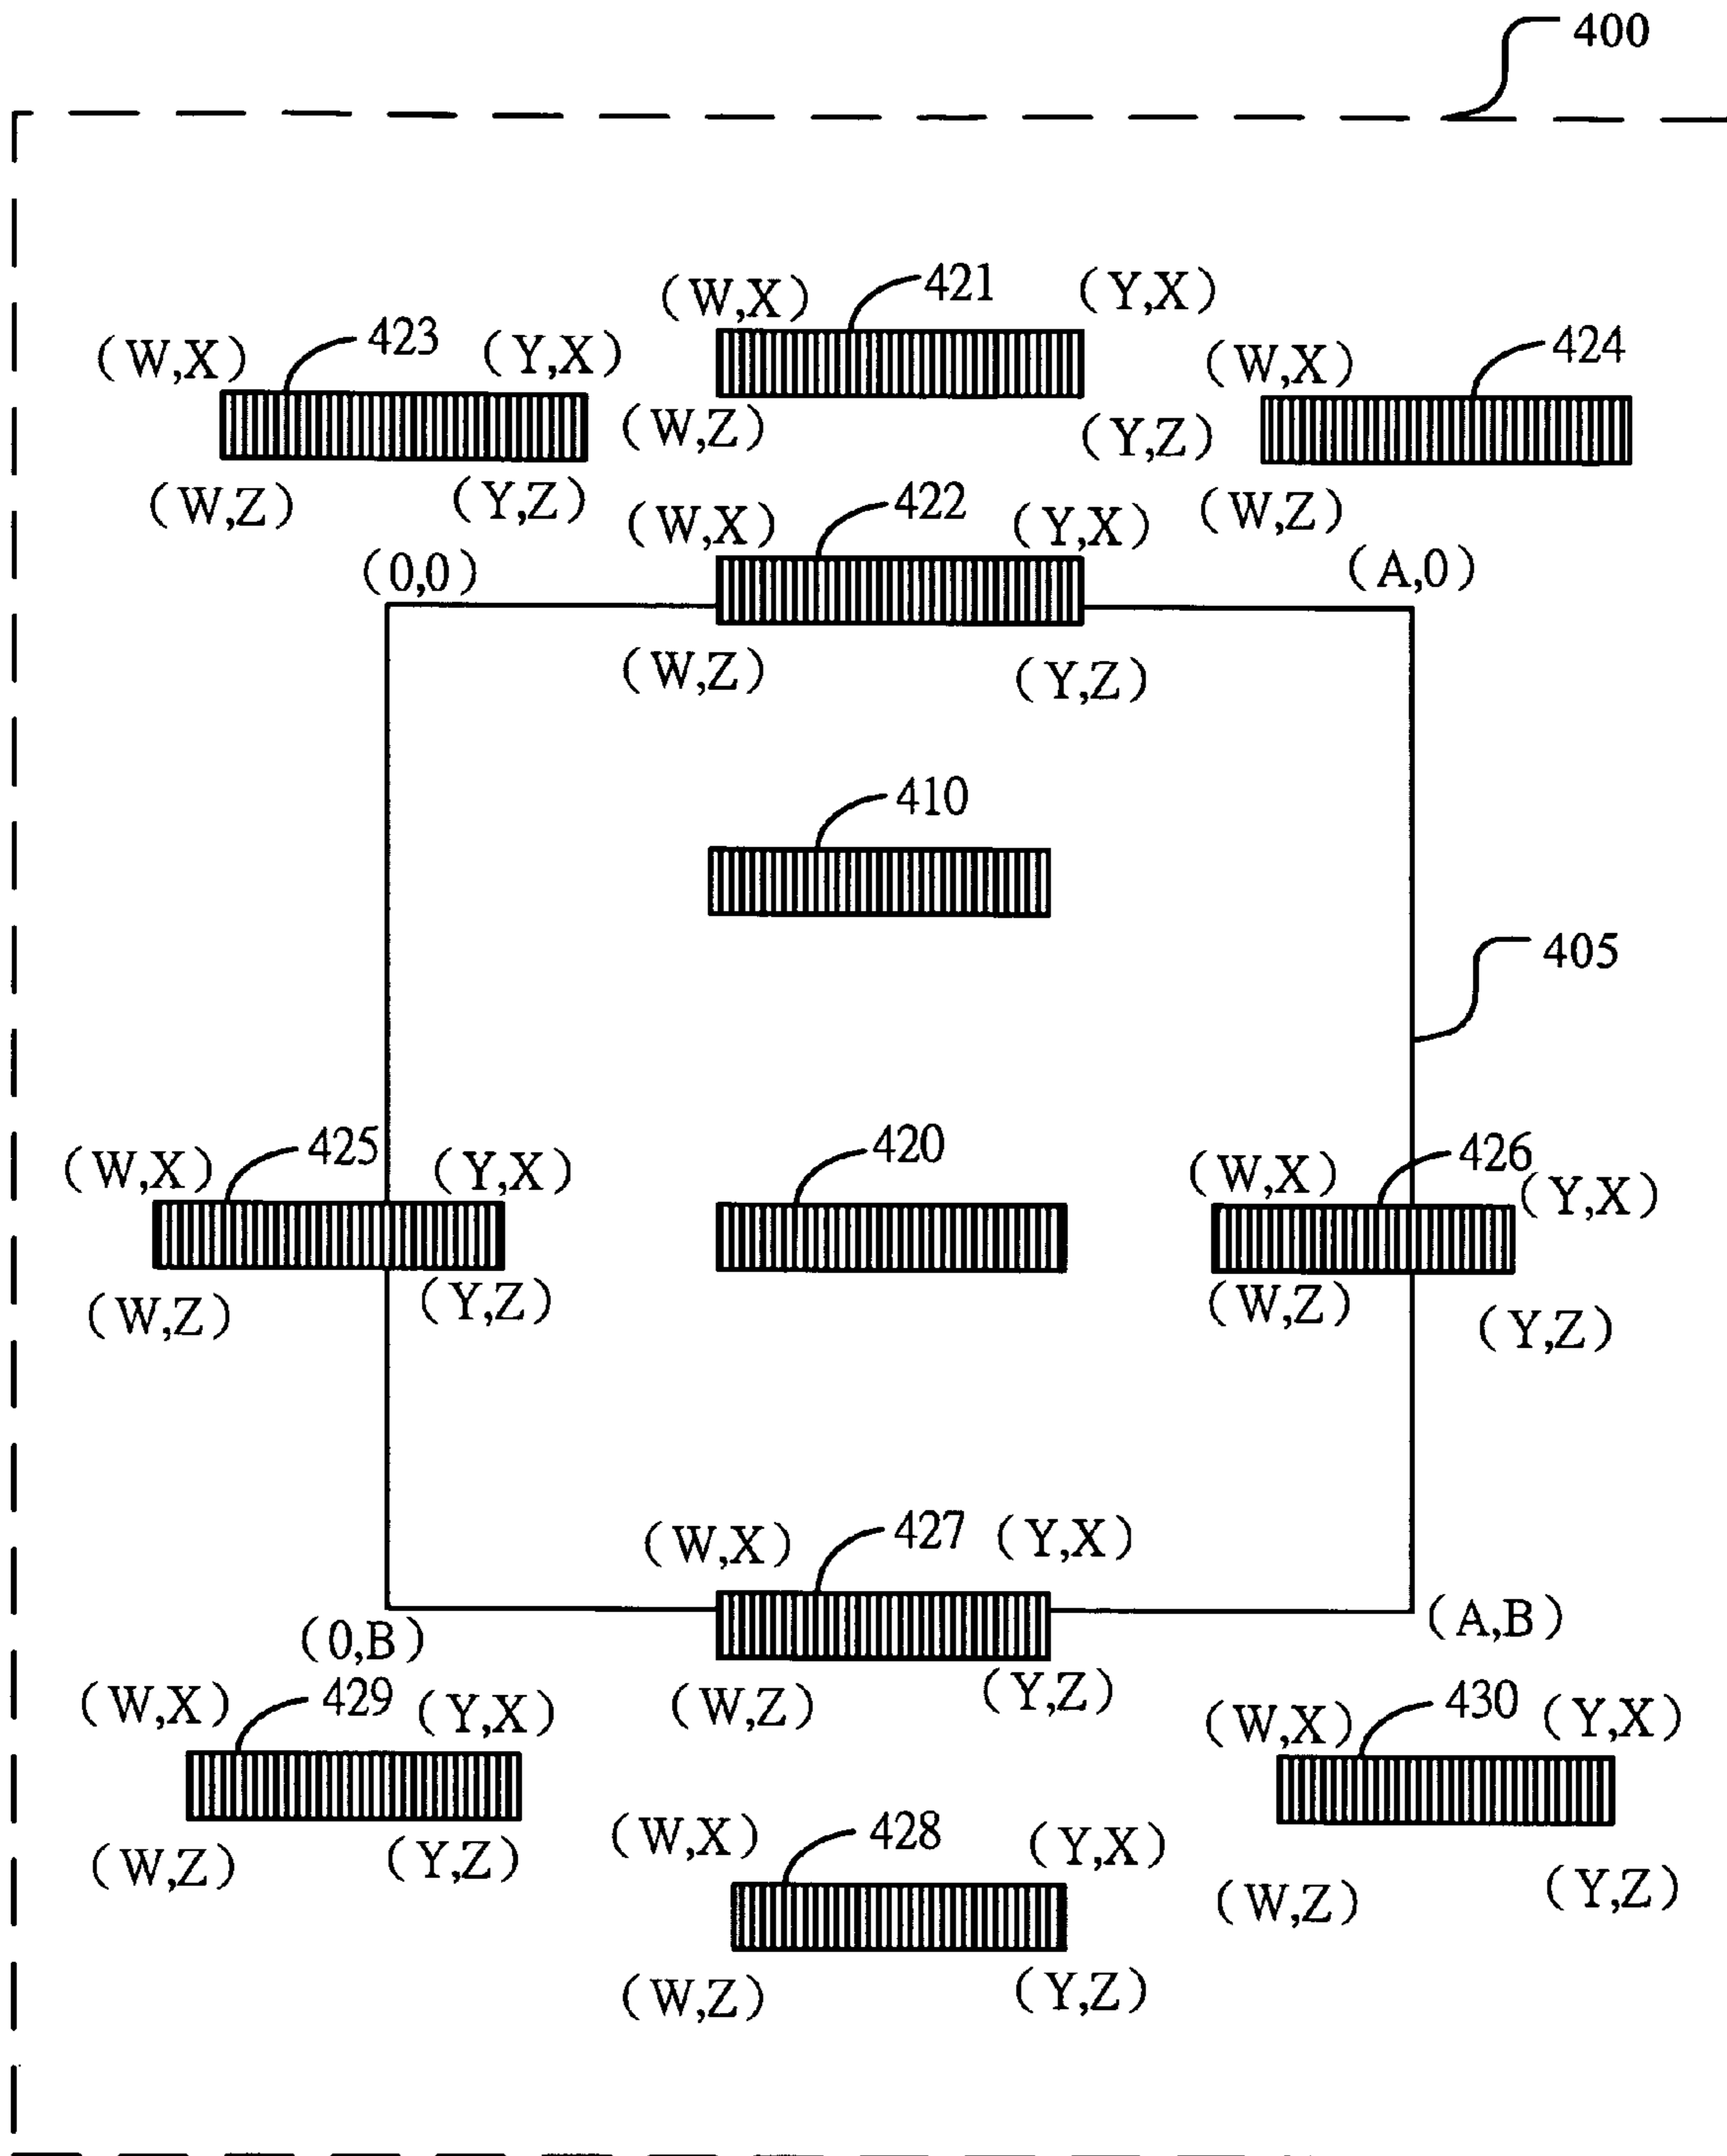 400
(W,X) 421 (Y,X)
(W,X) 423 (Y,X) (W,X) 424
(W,Z) (Y,Z)
(W,Z) (Y,Z) (W,X) 422 (Y,X) (W,Z)
(0,0) (A,0)
(W,Z) (Y,Z)
410
405
(W,X) 425 (Y,X) 420 (W,X) 426 (Y,X)
(W,Z) (Y,Z) (W,Z) (Y,Z)
(W,X) 427 (Y,X)
(0,B) (A,B)
(W,X) 429 (Y,X) (W,Z) (Y,Z) (W,X) 430 (Y,X)
(W,Z) (Y,Z) (W,X) 428 (Y,X) (W,Z) (Y,Z)
(W,Z) (Y,Z)